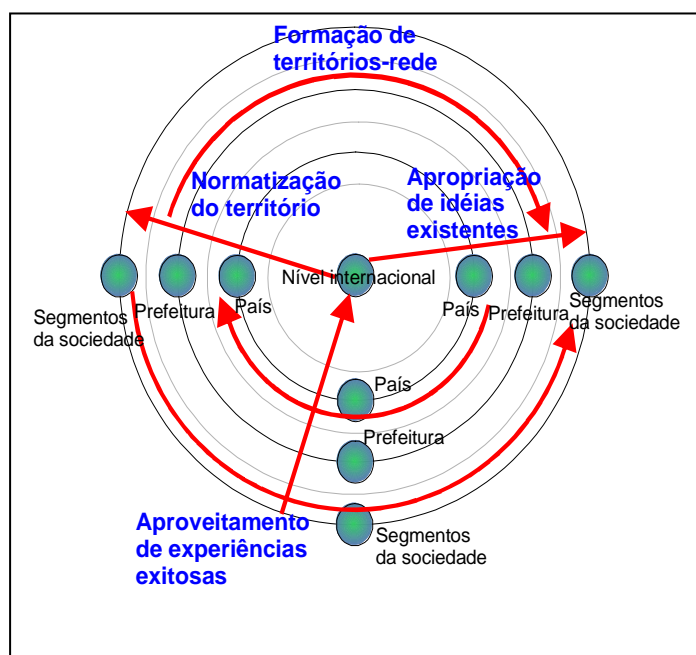 Formação de
territórios-rede
Normatização
do território
Apropriação
de idéias
existentes
Nível internacional
País
Prefeitura
Segmentos
da sociedade
País
Prefeitura
Segmentos
da sociedade
País
Prefeitura
Segmentos
da sociedade
Aproveitamento
de experiências
exitosas